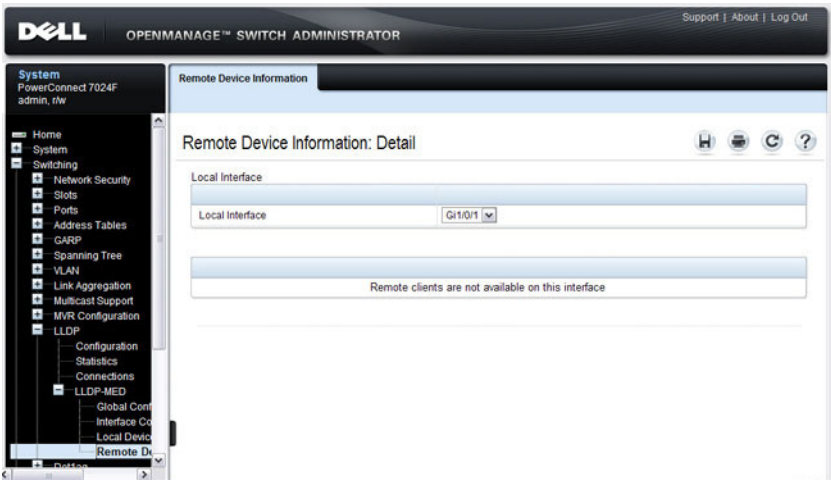 Support | About | Log Out
DELL
OPENMANAGE™ SWITCH ADMINISTRATOR
System
PowerConnect 7024F
admin, r/w
Remote Device Information
Home
System
Switching
Network Security
Slots
Ports
Address Tables
GARP
Spanning Tree
VLAN
Link Aggregation
Multicast Support
MVR Configuration
LLDP
Configuration
Statistics
Connections
LLDP-MED
Global Conf
Interface Co
Local Device
Remote De
Dot1ag
Remote Device Information: Detail
Local Interface
Local Interface
Gi1/0/1
Remote clients are not available on this interface